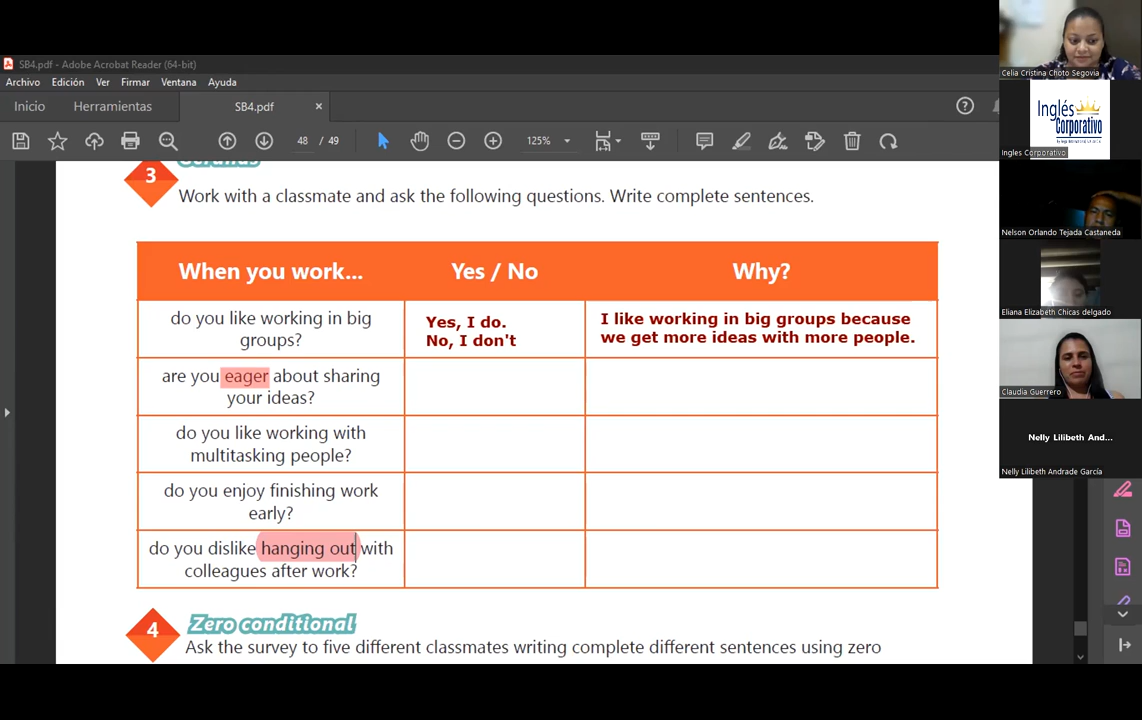 SB4.pdf - Adobe Acrobat Reader (64-bit)
Archivo Edición Ver Firmar Ventana Ayuda
Inicio Herramientas SB4.pdf ×
48 / 49 125%
3
Work with a classmate and ask the following questions. Write complete sentences.
When you work... Yes / No Why?
do you like working in big
groups?
Yes, I do.
No, I don't
I like working in big groups because
we get more ideas with more people.
are you eager about sharing
your ideas?
do you like working with
multitasking people?
do you enjoy finishing work
early?
do you dislike hanging out with
colleagues after work?
4 Zero conditional
Ask the survey to five different classmates writing complete different sentences using zero
Celia Cristina Choto Segovia
Inglés
Corporativo
Ingles Corporativo
Nelson Orlando Tejada Castaneda
Eliana Elizabeth Chicas delgado
Claudia Guerrero
Nelly Lilibeth And...
Nelly Lilibeth Andrade García